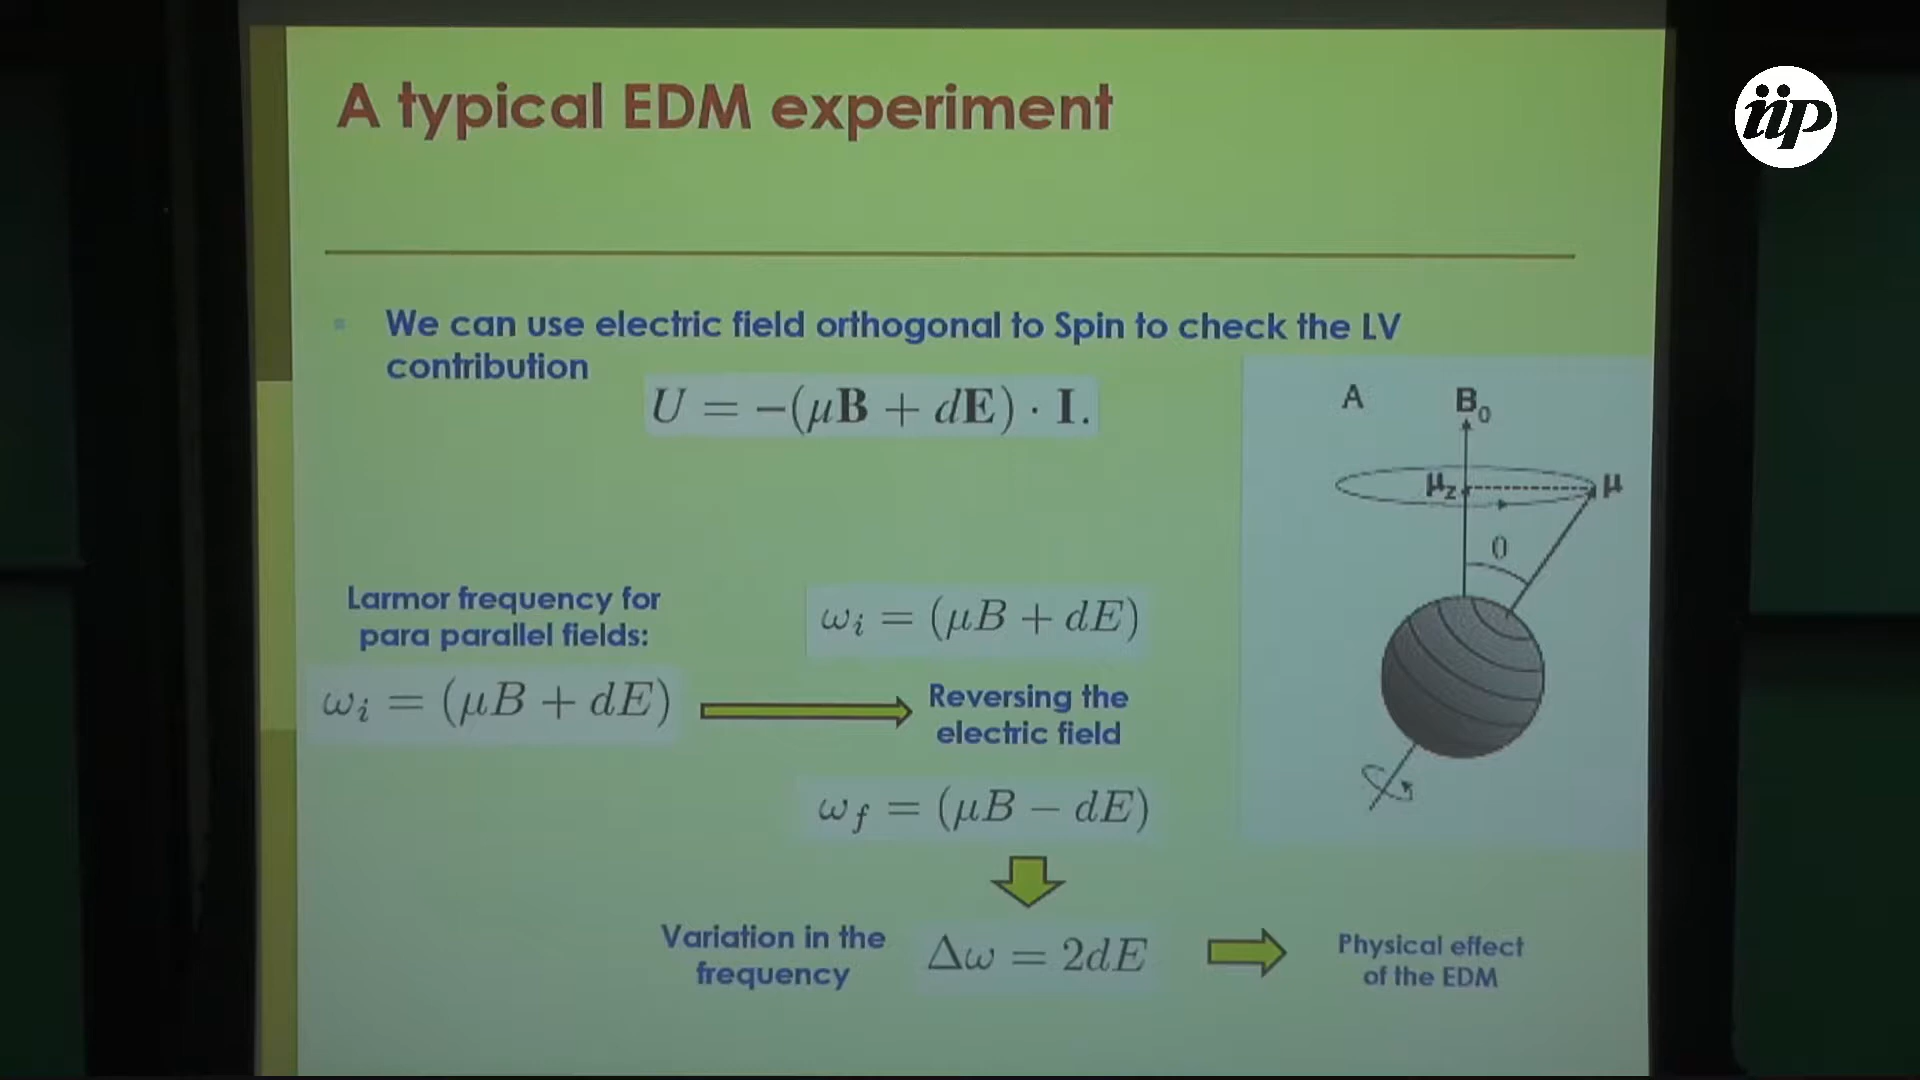 A typical EDM experiment
iip
We can use electric field orthogonal to Spin to check the LV
contribution
U = −(μB + dE) · I.
A
B₀
μz
μ
θ
Larmor frequency for
para parallel fields:
ωᵢ = (μB + dE)
ωᵢ = (μB + dE)
Reversing the
electric field
ω_f = (μB − dE)
Variation in the
frequency
Δω = 2dE
Physical effect
of the EDM